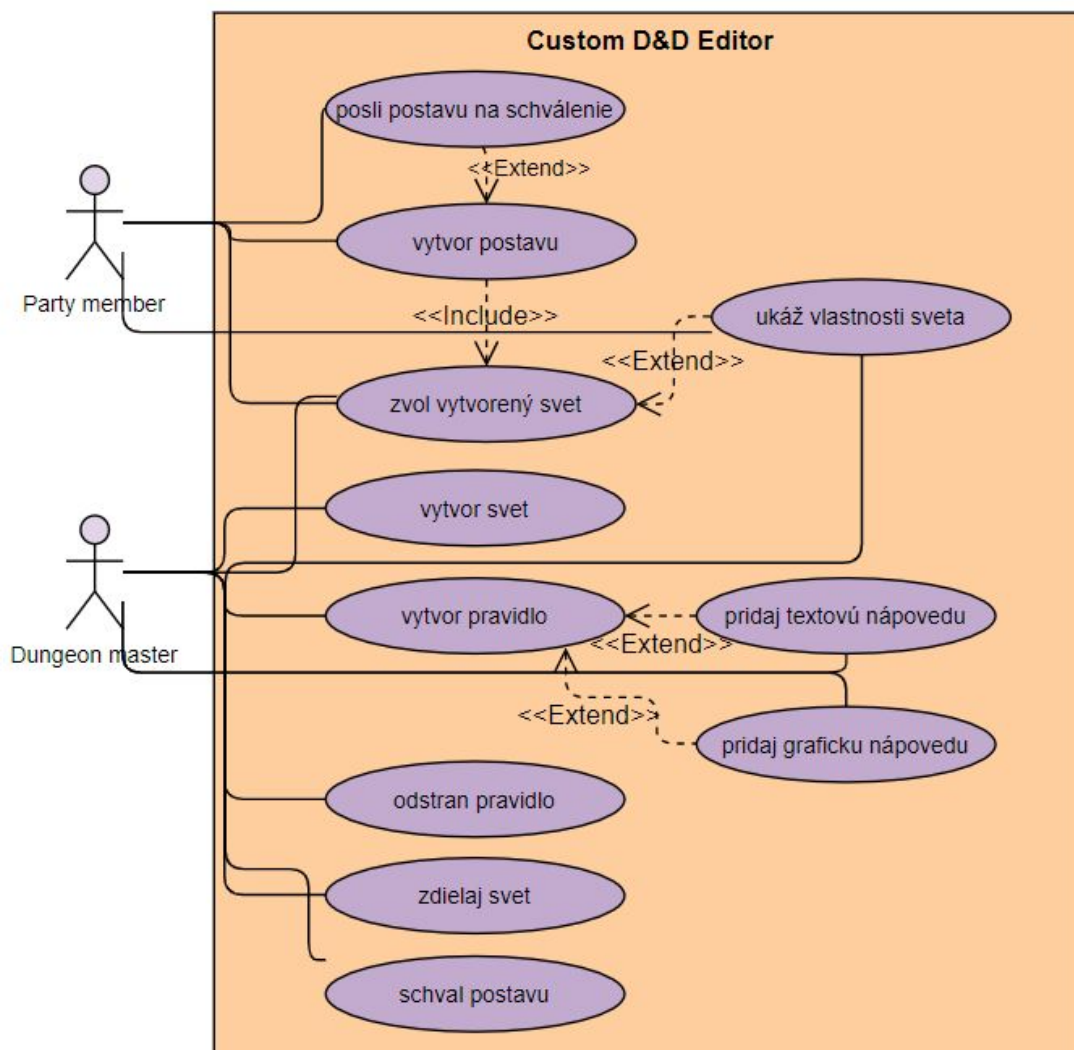 Custom D&D Editor
posli postavu na schválenie
<<Extend>>
vytvor postavu
Party member
<<Include>>
ukáž vlastnosti sveta
<<Extend>>
zvol vytvorený svet
vytvor svet
Dungeon master
vytvor pravidlo
pridaj textovú nápovedu
<<Extend>>
<<Extend>>
pridaj graficku nápovedu
odstran pravidlo
zdielaj svet
schval postavu